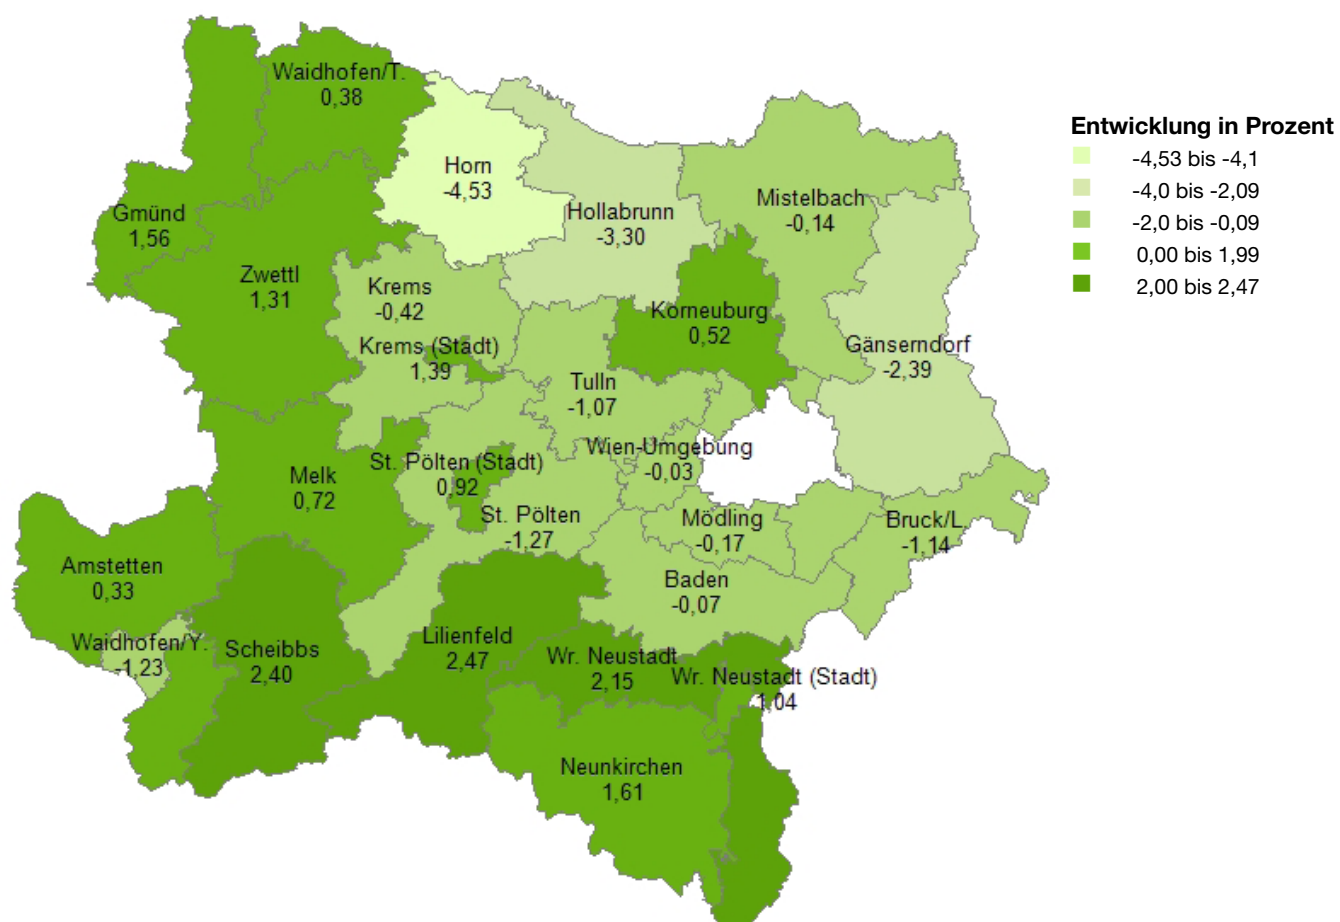 Waidhofen/T.
0,38
Horn
-4,53
Gmünd
1,56
Hollabrunn
-3,30
Mistelbach
-0,14
Zwettl
1,31
Krems
-0,42
Korneuburg
0,52
Krems (Stadt)
1,39
Gänserndorf
-2,39
Tulln
-1,07
Wien-Umgebung
-0,03
Melk
0,72
St. Pölten (Stadt)
0,92
St. Pölten
-1,27
Mödling
-0,17
Bruck/L.
-1,14
Amstetten
0,33
Baden
-0,07
Waidhofen/Y.
-1,23
Scheibbs
2,40
Lilienfeld
2,47
Wr. Neustadt
2,15
Wr. Neustadt (Stadt)
1,04
Neunkirchen
1,61
Entwicklung in Prozent
-4,53 bis -4,1
-4,0 bis -2,09
-2,0 bis -0,09
0,00 bis 1,99
2,00 bis 2,47